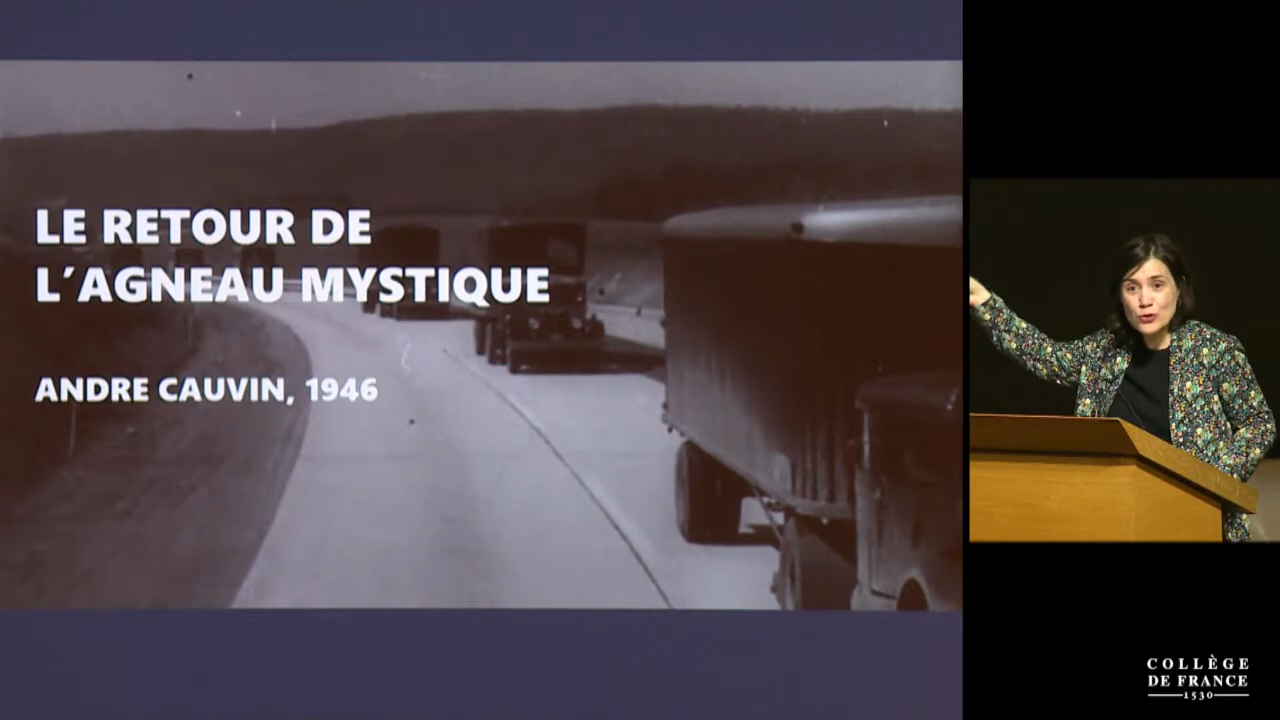 LE RETOUR DE
L´AGNEAU MYSTIQUE
ANDRE CAUVIN, 1946
COLLÈGE
DE FRANCE
1530